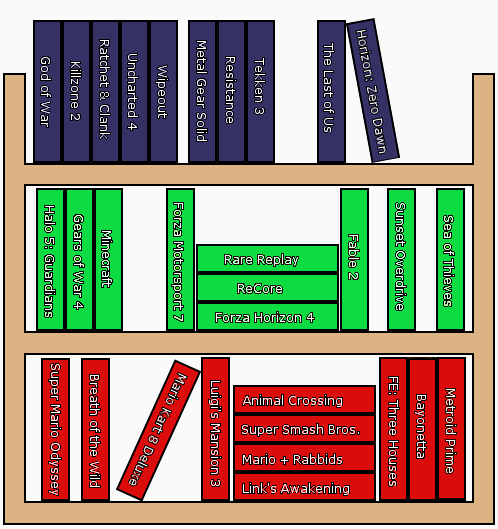 God of War
Killzone 2
Ratchet & Clank
Uncharted 4
Wipeout
Metal Gear Solid
Resistance
Tekken 3
The Last of Us
Horizon: Zero Dawn
Halo 5: Guardians
Gears of War 4
Minecraft
Forza Motorsport 7
Rare Replay
ReCore
Forza Horizon 4
Fable 2
Sunset Overdrive
Sea of Thieves
Super Mario Odyssey
Breath of the Wild
Mario Kart 8 Deluxe
Luigi's Mansion 3
Animal Crossing
Super Smash Bros.
Mario + Rabbids
Link's Awakening
FE: Three Houses
Bayonetta
Metroid Prime